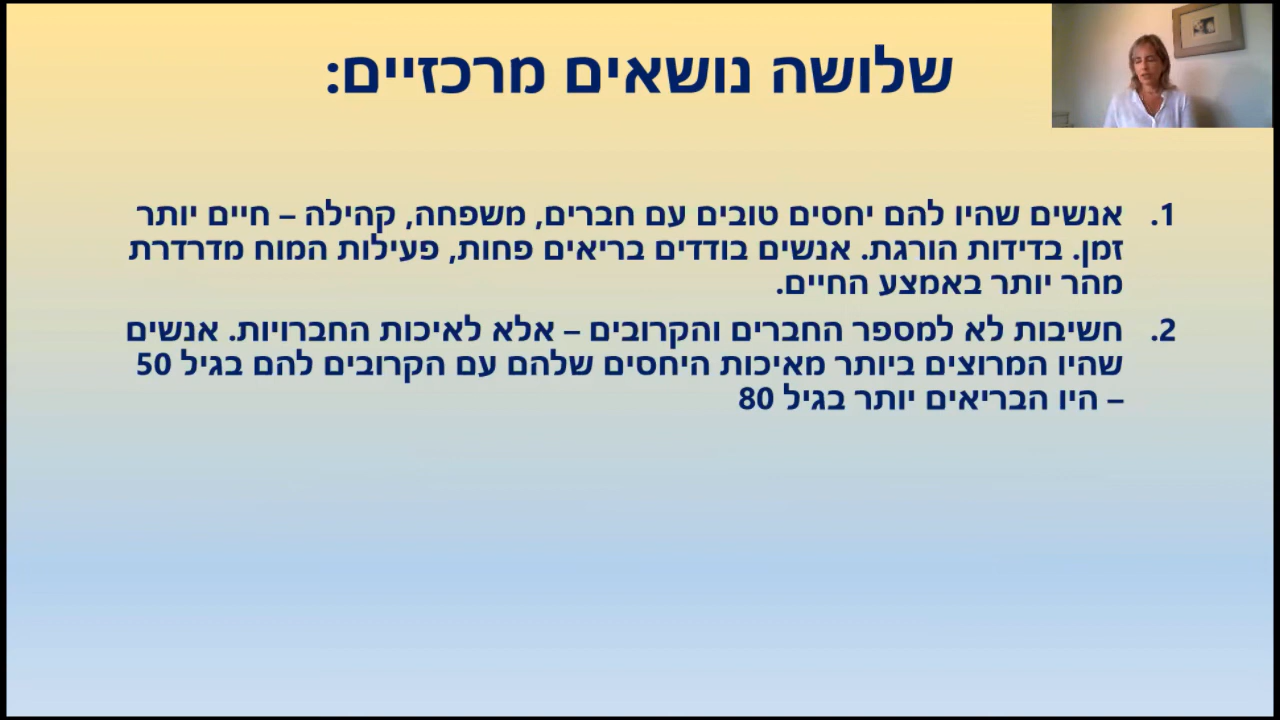 שלושה נושאים מרכזיים:
1. אנשים שהיו להם יחסים טובים עם חברים, משפחה, קהילה – חיים יותר
זמן. בדידות הורגת. אנשים בודדים בריאים פחות, פעילות המוח מדרדרת
מהר יותר באמצע החיים.
2. חשיבות לא למספר החברים והקרובים – אלא לאיכות החברויות. אנשים
שהיו המרוצים ביותר מאיכות היחסים שלהם עם הקרובים להם בגיל 50
– היו הבריאים יותר בגיל 80